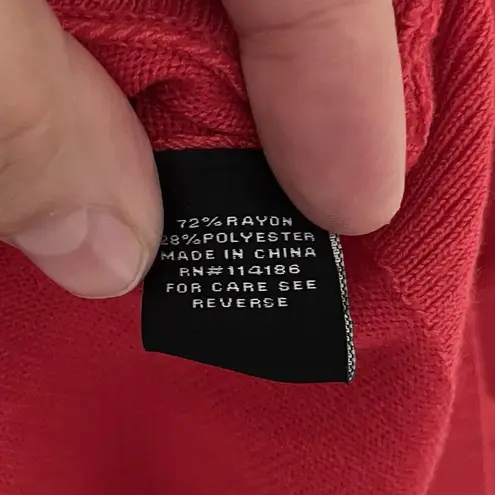 72%RAYON
28%POLYESTER
MADE IN CHINA
RN#114186
FOR CARE SEE
REVERSE